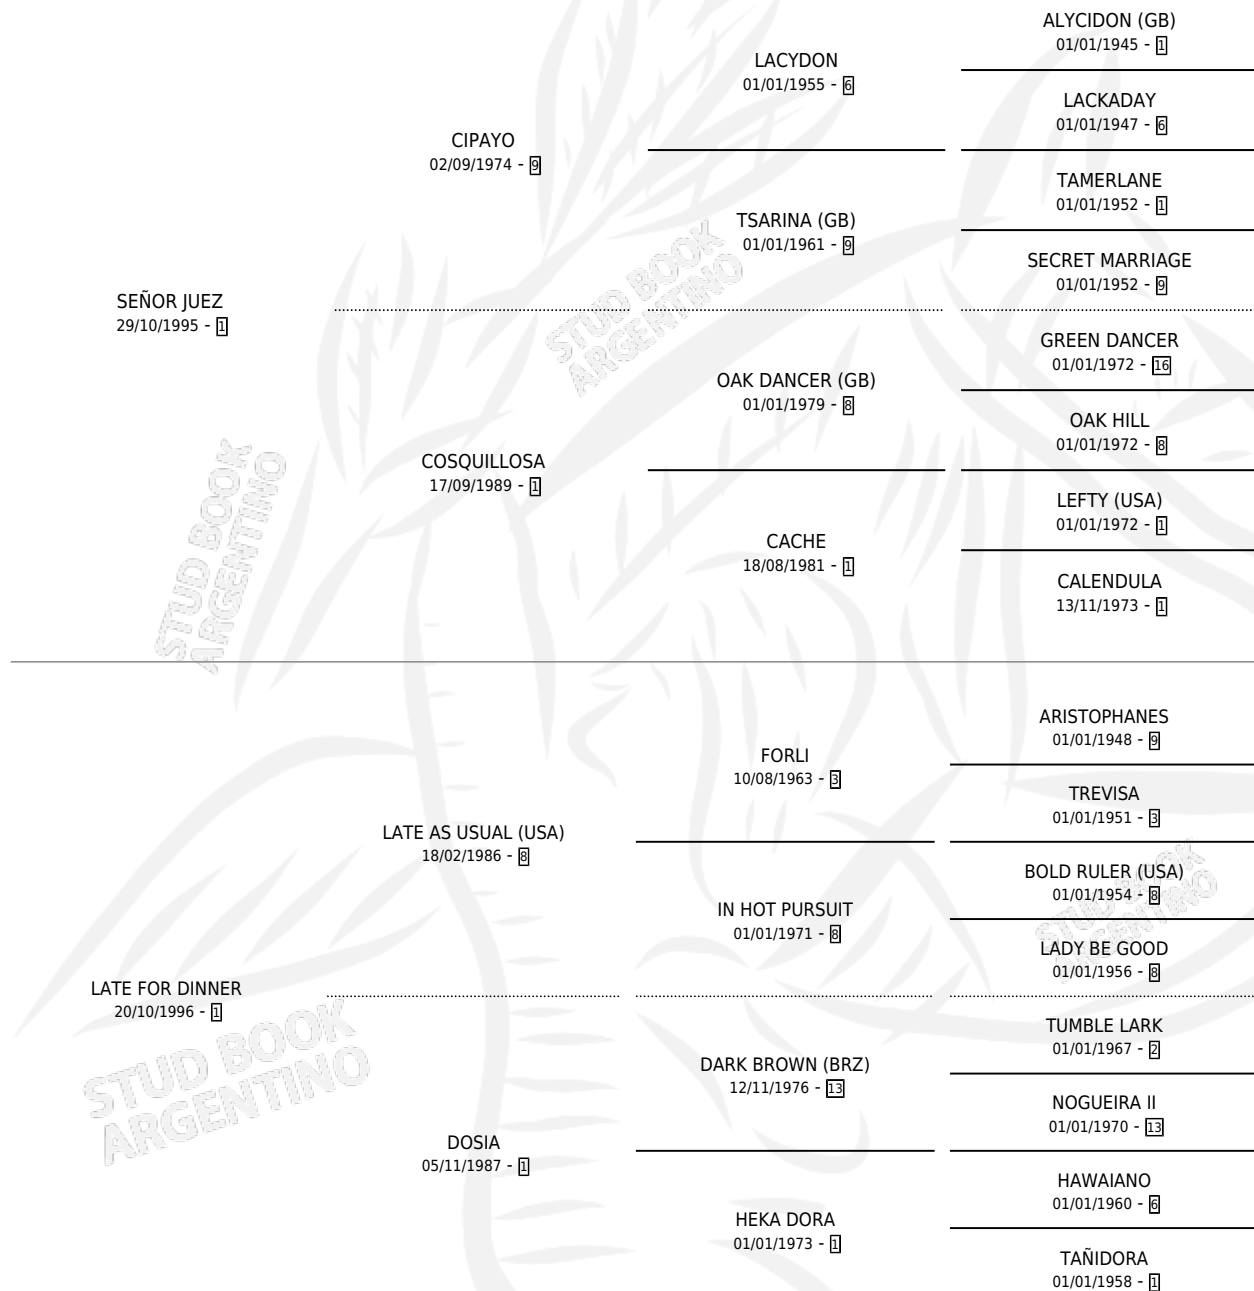 ALYCIDON (GB)
01/01/1945 - 1
LACYDON
01/01/1955 - 6
LACKADAY
01/01/1947 - 6
CIPAYO
02/09/1974 - 9
TAMERLANE
01/01/1952 - 1
TSARINA (GB)
01/01/1961 - 9
SECRET MARRIAGE
01/01/1952 - 9
SEÑOR JUEZ
29/10/1995 - 1
GREEN DANCER
01/01/1972 - 16
OAK DANCER (GB)
01/01/1979 - 8
OAK HILL
01/01/1972 - 8
COSQUILLOSA
17/09/1989 - 1
LEFTY (USA)
01/01/1972 - 1
CACHE
18/08/1981 - 1
CALENDULA
13/11/1973 - 1
STUD BOOK
ARGENTINO
STUD BOOK
ARGENTINO
ARISTOPHANES
01/01/1948 - 9
FORLI
10/08/1963 - 3
TREVISA
01/01/1951 - 3
LATE AS USUAL (USA)
18/02/1986 - 8
BOLD RULER (USA)
01/01/1954 - 8
IN HOT PURSUIT
01/01/1971 - 8
LADY BE GOOD
01/01/1956 - 8
LATE FOR DINNER
20/10/1996 - 1
TUMBLE LARK
01/01/1967 - 2
DARK BROWN (BRZ)
12/11/1976 - 13
NOGUEIRA II
01/01/1970 - 13
DOSIA
05/11/1987 - 1
HAWAIANO
01/01/1960 - 6
HEKA DORA
01/01/1973 - 1
TAÑIDORA
01/01/1958 - 1
STUD BOOK
ARGENTINO
STUD BOOK
ARGENTINO